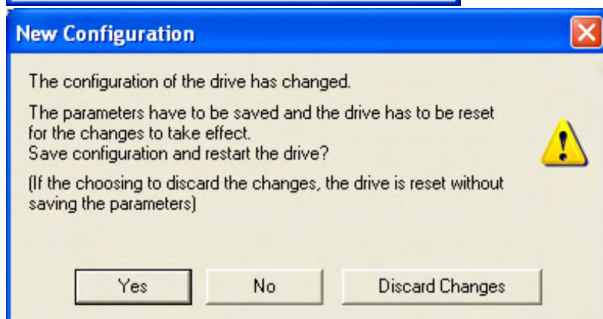 New Configuration
The configuration of the drive has changed.
The parameters have to be saved and the drive has to be reset
for the changes to take effect.
Save configuration and restart the drive?
(If the choosing to discard the changes, the drive is reset without
saving the parameters)
Yes No Discard Changes